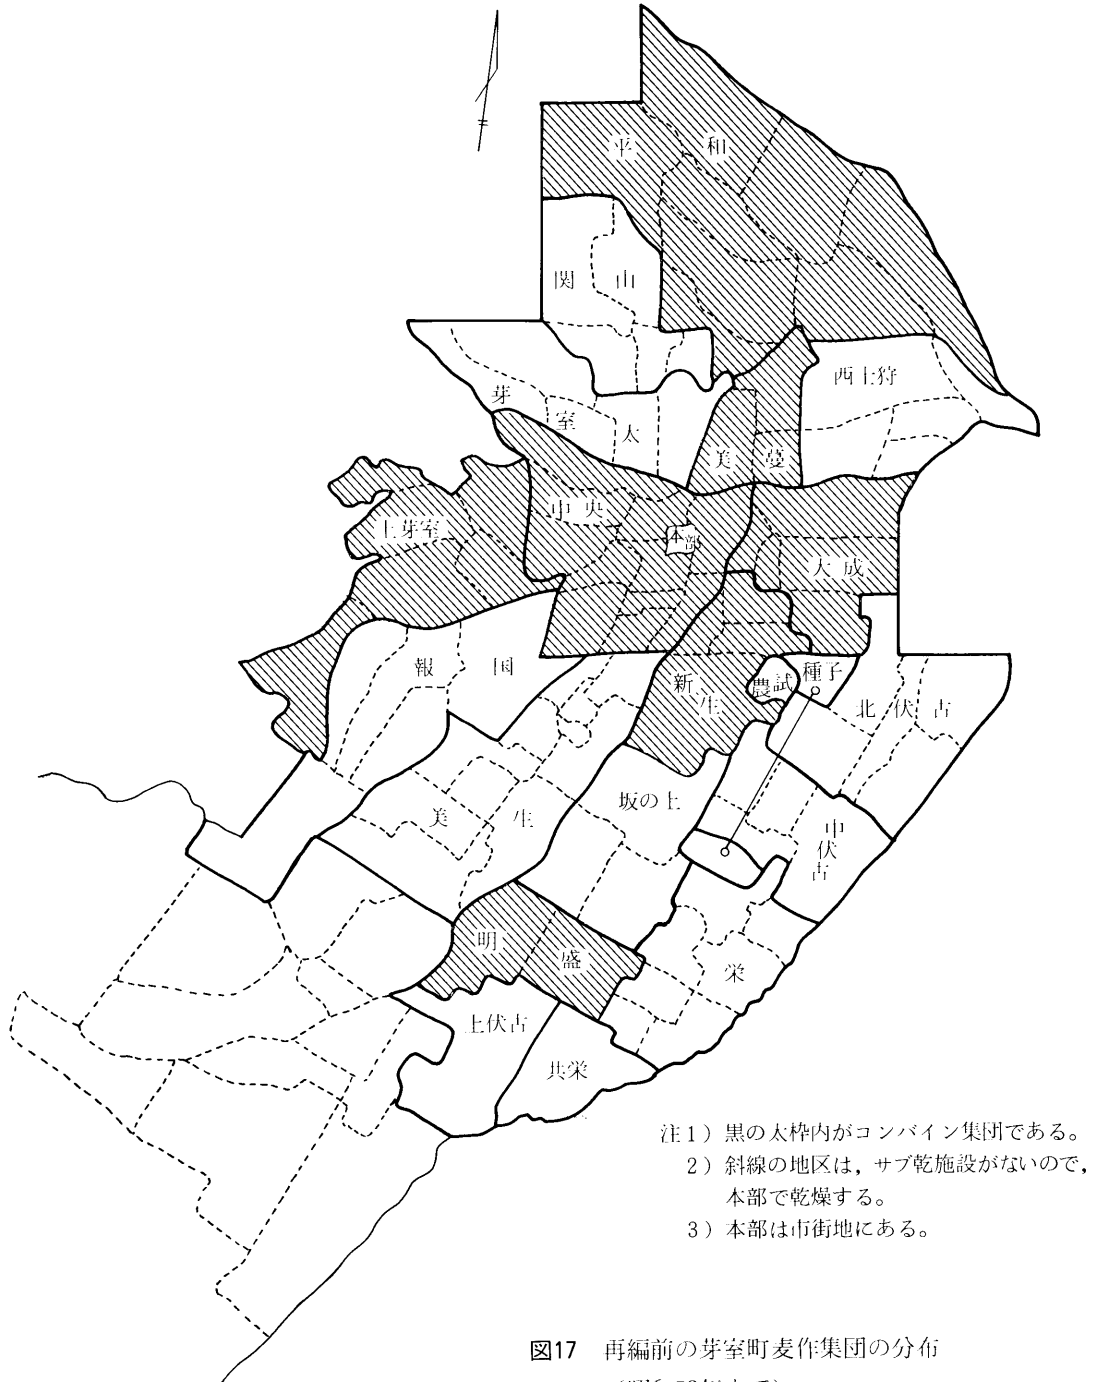 平和
関山
西士狩
芽室太
美蔓
中央
本部
上芽室
大成
報国
新生
農試
種子
北伏古
美生
坂の上
中伏古
明盛
栄
上伏古
共栄
注1）黒の太枠内がコンバイン集団である。
2）斜線の地区は，サブ乾施設がないので，
本部で乾燥する。
3）本部は市街地にある。
図17 再編前の芽室町麦作集団の分布